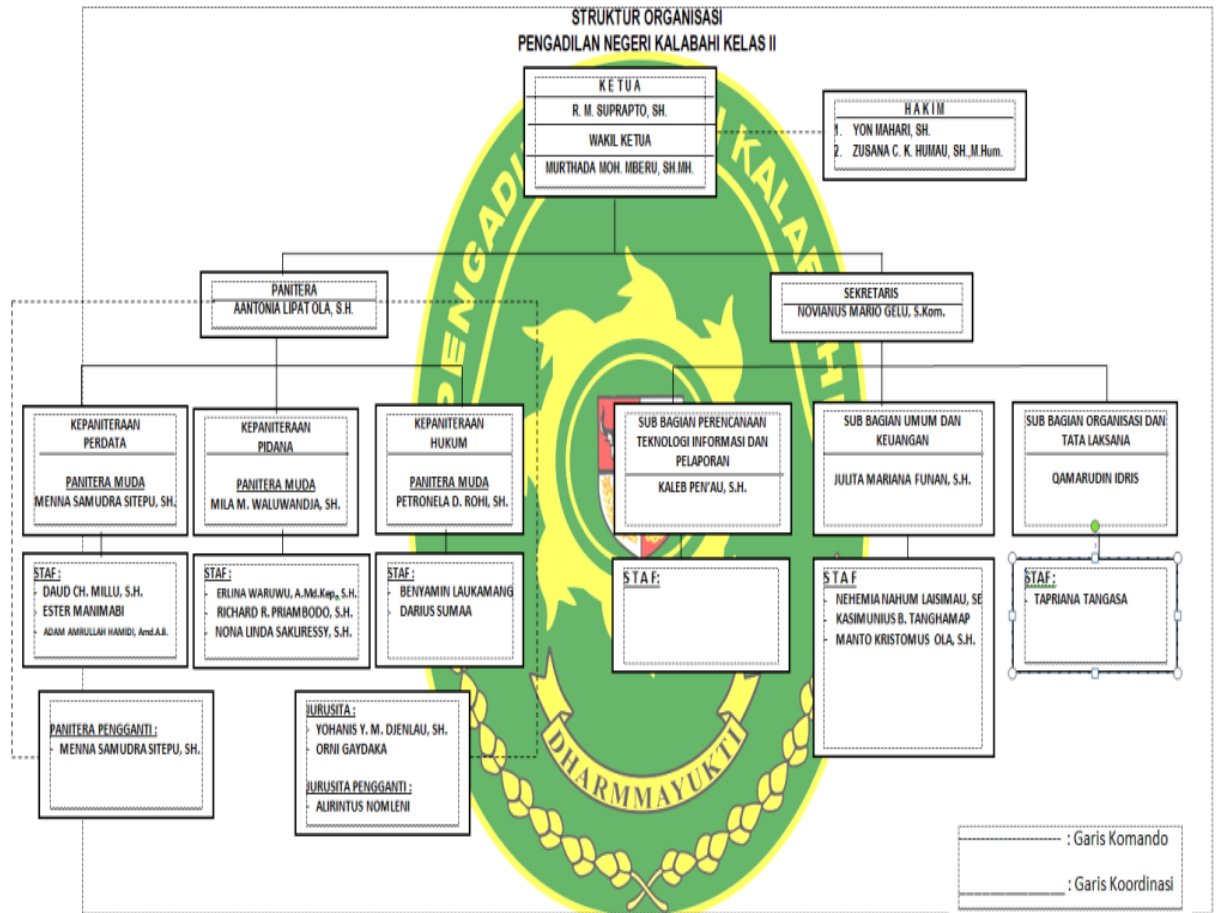 STRUKTUR ORGANISASI
PENGADILAN NEGERI KALABAHI KELAS II
KETUA
R. M. SUPRAPTO, SH.
WAKIL KETUA
MURTHADA MOH. MBERU, SH.MH.
HAKIM
1. YON MAHARI, SH.
2. ZUSANA C. K. HUMAU, SH.,M.Hum.
PANITERA
AANTONIA LIPAT OLA, S.H.
SEKRETARIS
NOVIANUS MARIO GELU, S.Kom.
KEPANITERAAN
PERDATA
PANITERA MUDA
MENNA SAMUDRA SITEPU, SH.
KEPANITERAAN
PIDANA
PANITERA MUDA
MILA M. WALUWANDJA, SH.
KEPANITERAAN
HUKUM
PANITERA MUDA
PETRONELA D. ROHI, SH.
SUB BAGIAN PERENCANAAN
TEKNOLOGI INFORMASI DAN
PELAPORAN
KALEB PEN'AU, S.H.
SUB BAGIAN UMUM DAN
KEUANGAN
JULITA MARIANA FUNAN, S.H.
SUB BAGIAN ORGANISASI DAN
TATA LAKSANA
QAMARUDIN IDRIS
STAF :
- DAUD CH. MILLU, S.H.
- ESTER MANIMABI
- ADAM AMRULLAH HAMIDI, Amd.A.B.
STAF :
- ERLINA WARUWU, A.Md.Kep., S.H.
- RICHARD R. PRIAMBODO, S.H.
- NONA LINDA SAKLIRESSY, S.H.
STAF :
- BENYAMIN LAUKAMANG
- DARIUS SUMAA
S T A F:
S T A F
- NEHEMIA NAHUM LAISIMAU, SE
- KASIMUNIUS B. TANGHAMAP
- MANTO KRISTOMUS OLA, S.H.
STAF:
- TAPRIANA TANGASA
PANITERA PENGGANTI :
- MENNA SAMUDRA SITEPU, SH.
JURUSITA :
- YOHANIS Y. M. DJENLAU, SH.
- ORNI GAYDAKA
JURUSITA PENGGANTI :
- ALIRINTUS NOMLENI
DHARMMAYUKTI
: Garis Komando
: Garis Koordinasi